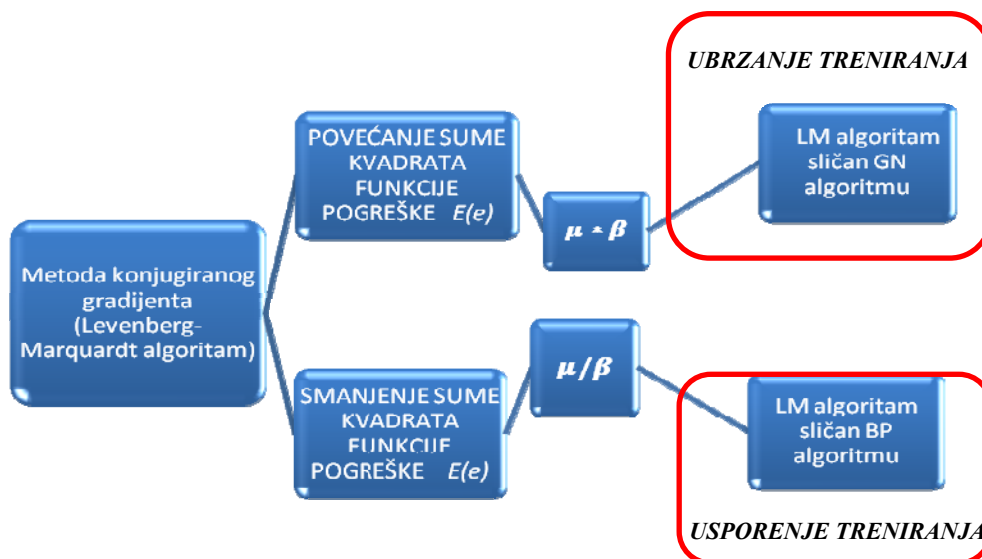 UBRZANJE TRENIRANJA
LM algoritam
sličan GN
algoritmu
POVEĆANJE SUME
KVADRATA
FUNKCIJE
POGREŠKE E(e)
μ * β
Metoda konjugiranog
gradijenta
(Levenberg-
Marquardt algoritam)
μ/β
SMANJENJE SUME
KVADRATA
FUNKCIJE
POGREŠKE E(e)
LM algoritam
sličan BP
algoritmu
USPORENJE TRENIRANJA